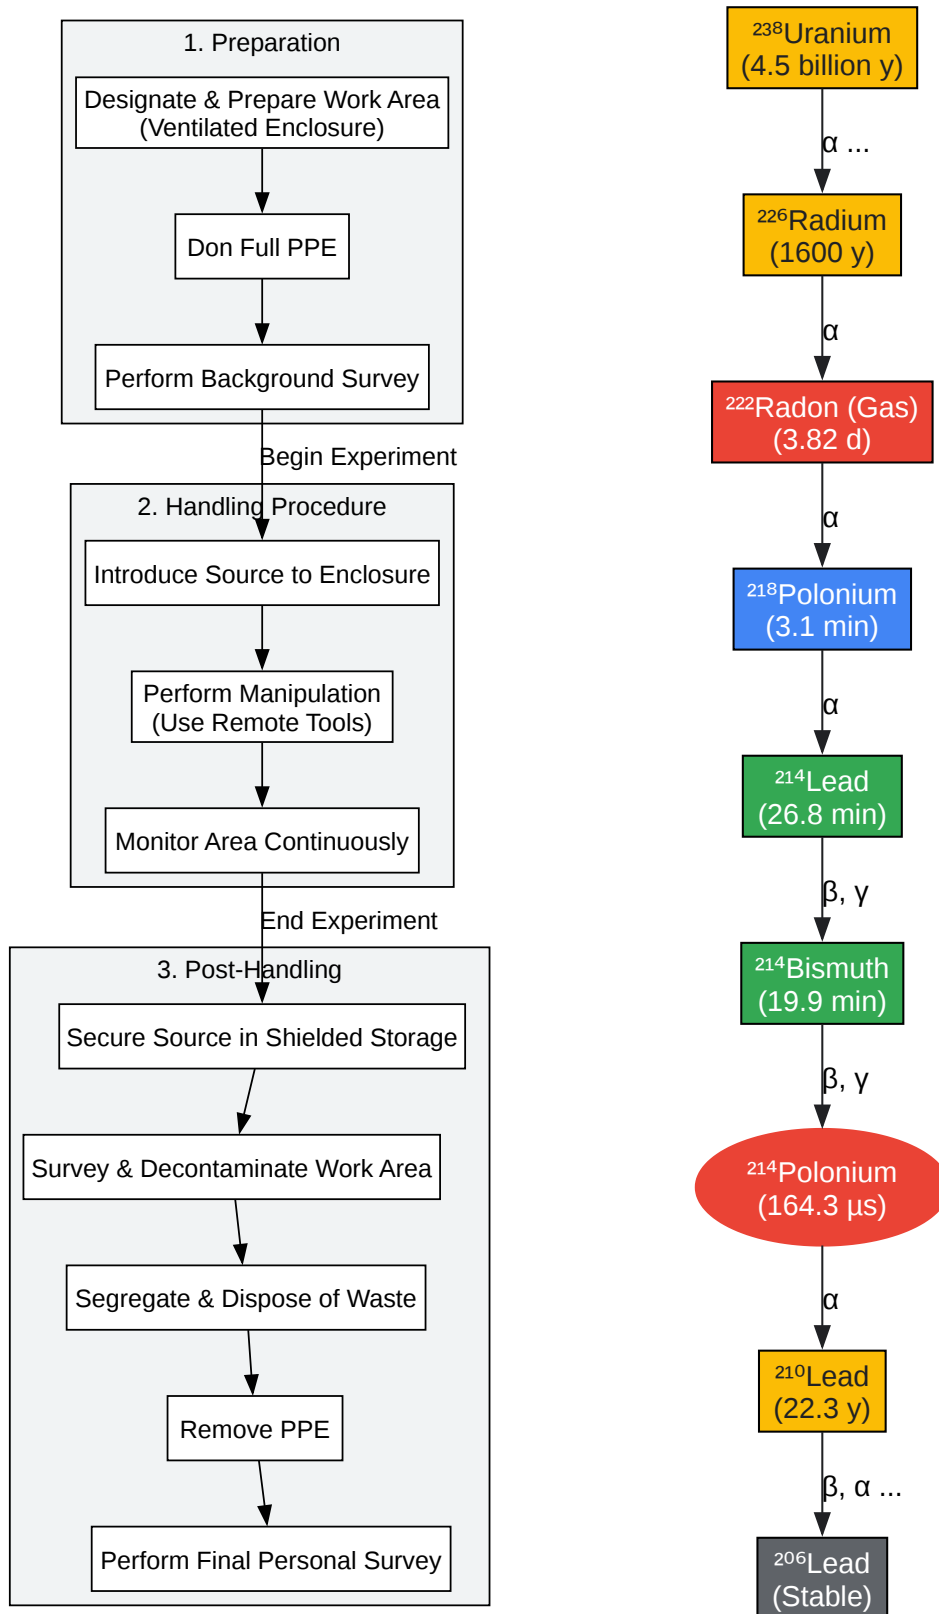 1. Preparation
Designate & Prepare Work Area
(Ventilated Enclosure)
Don Full PPE
Perform Background Survey
Begin Experiment
2. Handling Procedure
Introduce Source to Enclosure
Perform Manipulation
(Use Remote Tools)
Monitor Area Continuously
End Experiment
3. Post-Handling
Secure Source in Shielded Storage
Survey & Decontaminate Work Area
Segregate & Dispose of Waste
Remove PPE
Perform Final Personal Survey
²³⁸Uranium
(4.5 billion y)
α ...
²²⁶Radium
(1600 y)
α
²²²Radon (Gas)
(3.82 d)
α
²¹⁸Polonium
(3.1 min)
α
²¹⁴Lead
(26.8 min)
β, γ
²¹⁴Bismuth
(19.9 min)
β, γ
²¹⁴Polonium
(164.3 µs)
α
²¹⁰Lead
(22.3 y)
β, α ...
²⁰⁶Lead
(Stable)